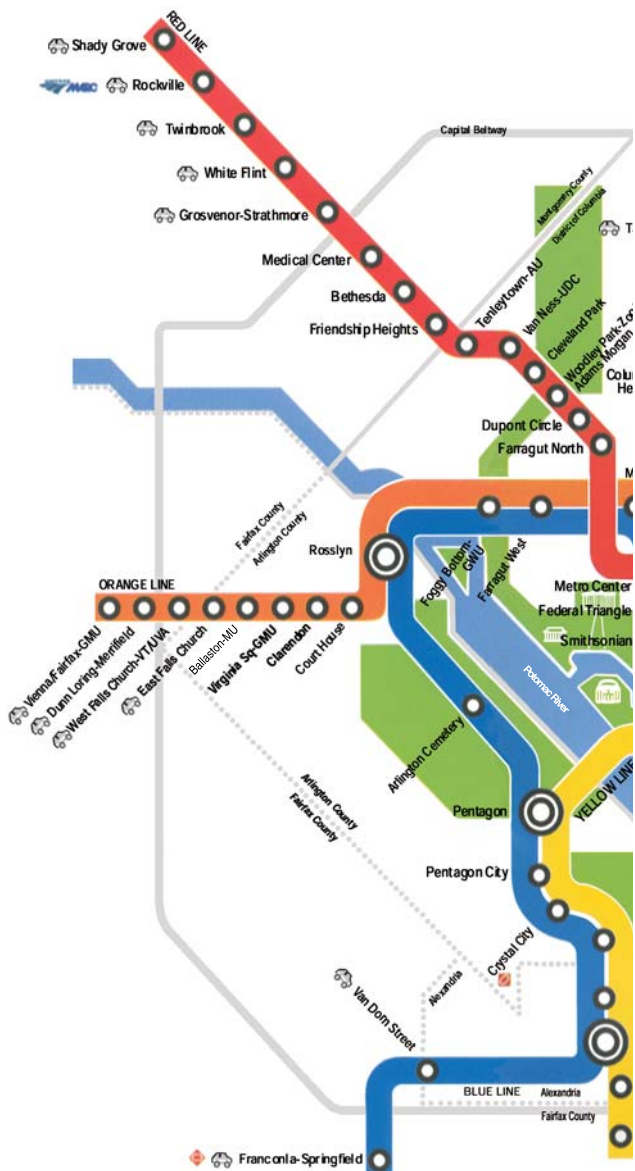 RED LINE
Shady Grove
MARC
Rockville
Twinbrook
Capital Beltway
White Flint
Montgomery County
District of Columbia
Grosvenor-Strathmore
Medical Center
Tenleytown-AU
Van Ness-UDC
Bethesda
Cleveland Park
Friendship Heights
Woodley Park-Zoo
Adams Morgan
Colu
He
Dupont Circle
Farragut North
M
Fairfax County
Arlington County
Rosslyn
Foggy Bottom-
GWU
Farragut West
ORANGE LINE
Metro Center
Federal Triangle
Smithsonian
Vienna/Fairfax-GMU
Dunn Loring-Merrifield
West Falls Church-VT/UVA
East Falls Church
Ballaston-MU
Virginia Sq-GMU
Clarendon
Court House
Potomac River
Arlington Cemetery
YELLOW LINE
Arlington County
Fairfax County
Pentagon
Pentagon City
Crystal City
Alexandria
Van Dorn Street
BLUE LINE
Alexandria
Fairfax County
Franconla-Springfield